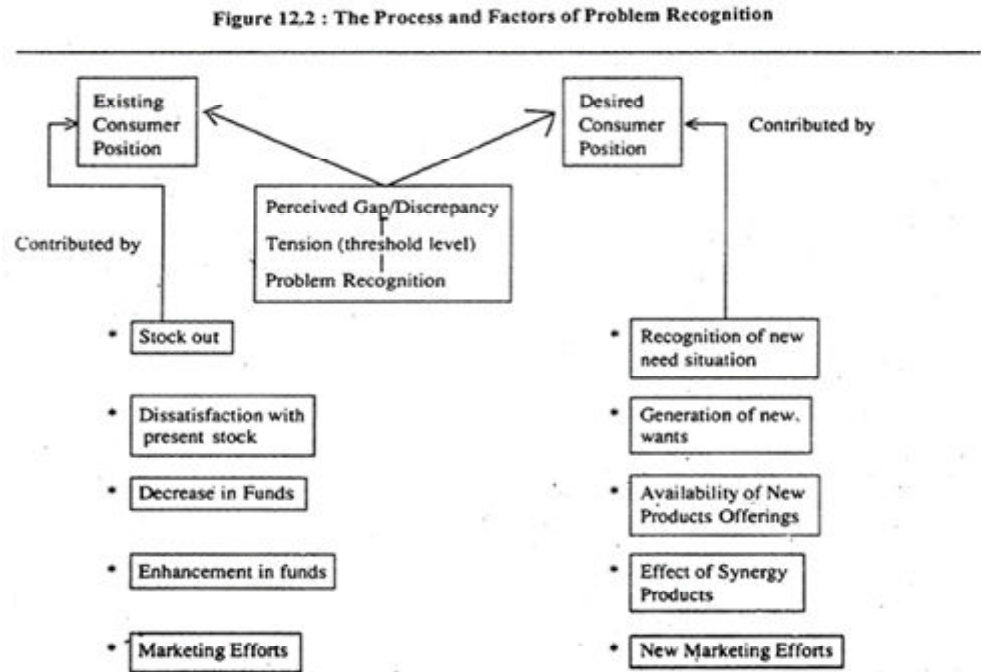 Figure 12.2 : The Process and Factors of Problem Recognition
Existing
Consumer
Position
Desired
Consumer
Position
Contributed by
Perceived Gap/Discrepancy
Tension (threshold level)
Problem Recognition
Contributed by
* Stock out
* Recognition of new
need situation
* Dissatisfaction with
present stock
* Generation of new.
wants
* Decrease in Funds
* Availability of New
Products Offerings
* Enhancement in funds
* Effect of Synergy
Products
* Marketing Efforts
* New Marketing Efforts